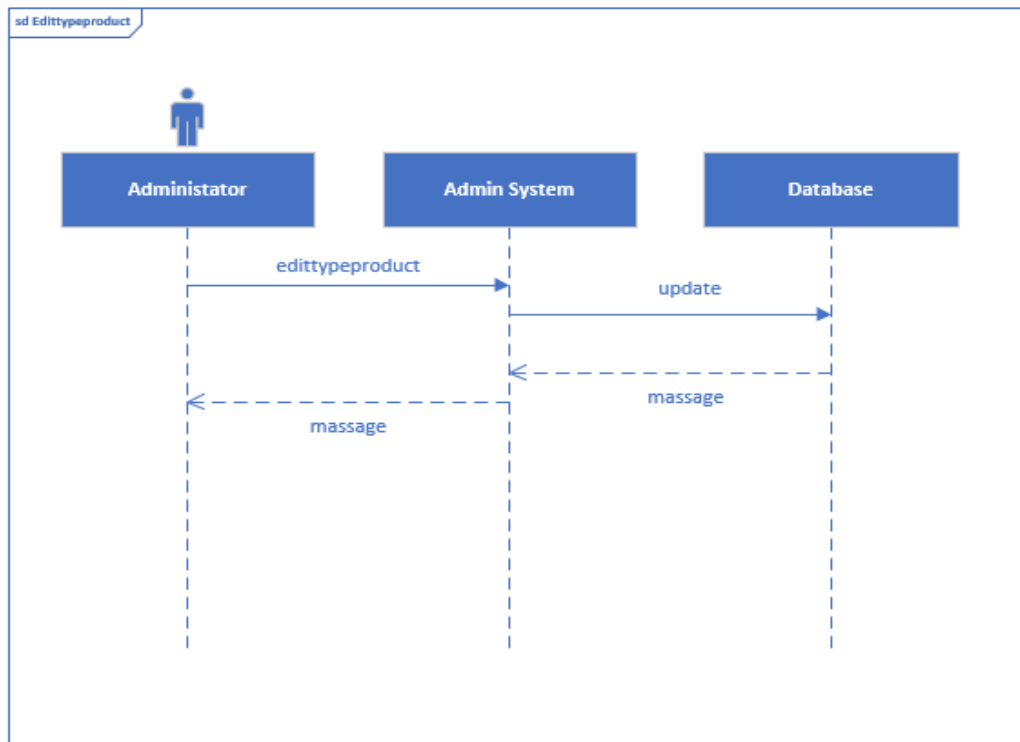 sd Edittypeproduct
Administator
Admin System
Database
edittypeproduct
update
massage
massage